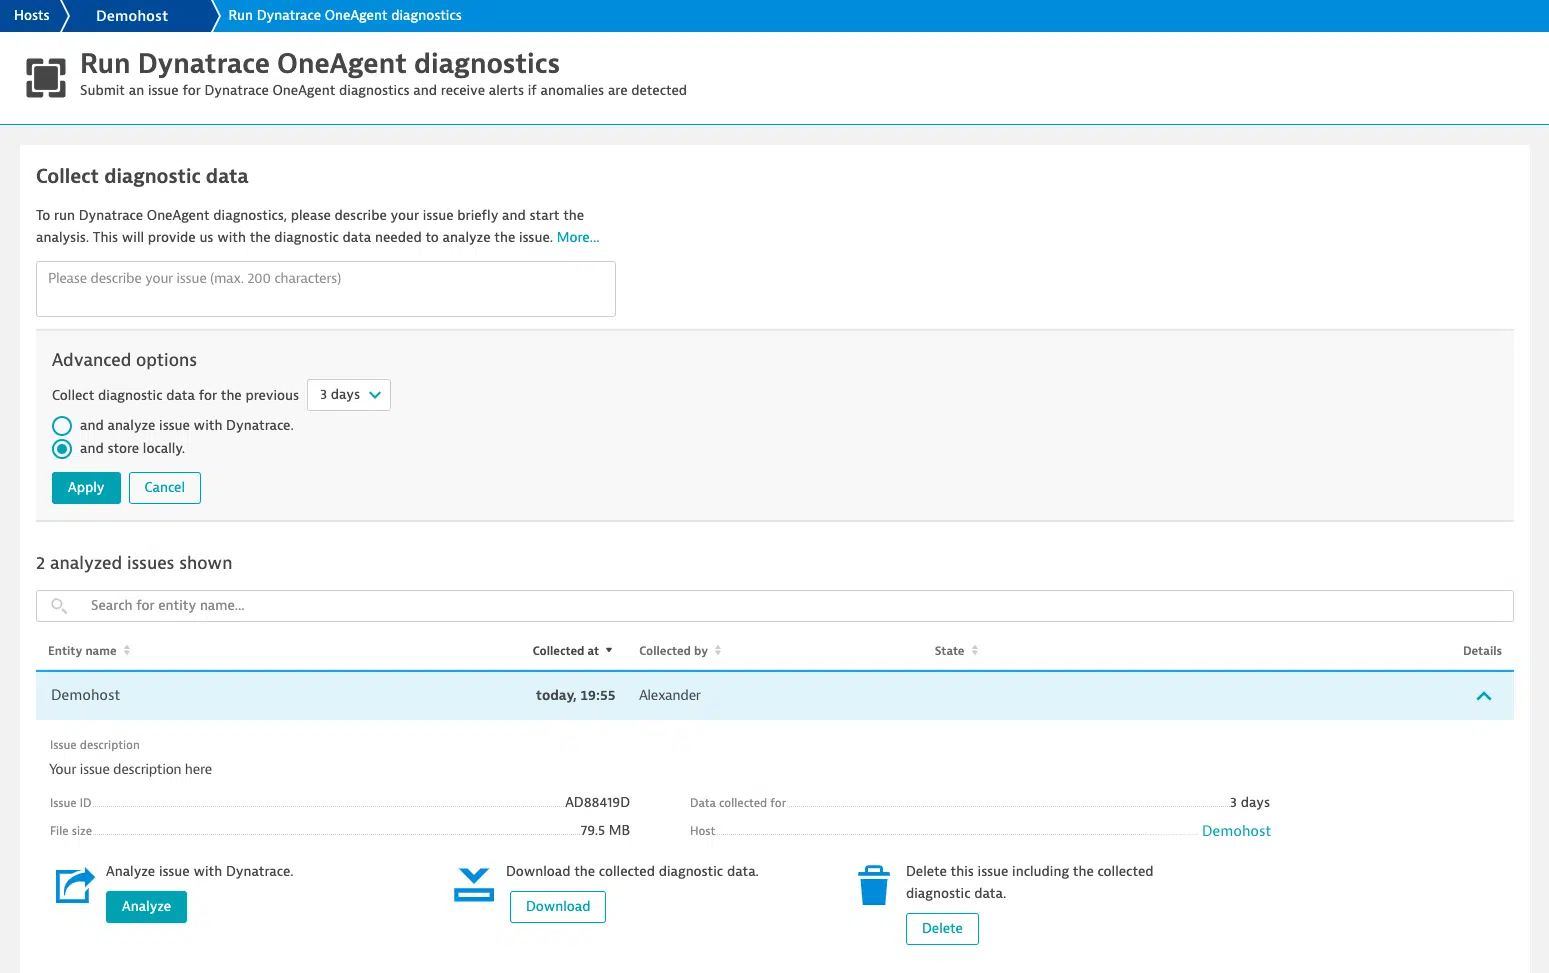 Hosts Demohost Run Dynatrace OneAgent diagnostics
Run Dynatrace OneAgent diagnostics
Submit an issue for Dynatrace OneAgent diagnostics and receive alerts if anomalies are detected
Collect diagnostic data
To run Dynatrace OneAgent diagnostics, please describe your issue briefly and start the
analysis. This will provide us with the diagnostic data needed to analyze the issue. More...
Please describe your issue (max. 200 characters)
Advanced options
Collect diagnostic data for the previous 3 days
and analyze issue with Dynatrace.
and store locally.
Apply Cancel
2 analyzed issues shown
Search for entity name...
Entity name Collected at Collected by State Details
Demohost today, 19:55 Alexander
Issue description
Your issue description here
Issue ID AD88419D Data collected for 3 days
File size 79.5 MB Host Demohost
Analyze issue with Dynatrace. Download the collected diagnostic data. Delete this issue including the collected
diagnostic data.
Analyze Download
Delete